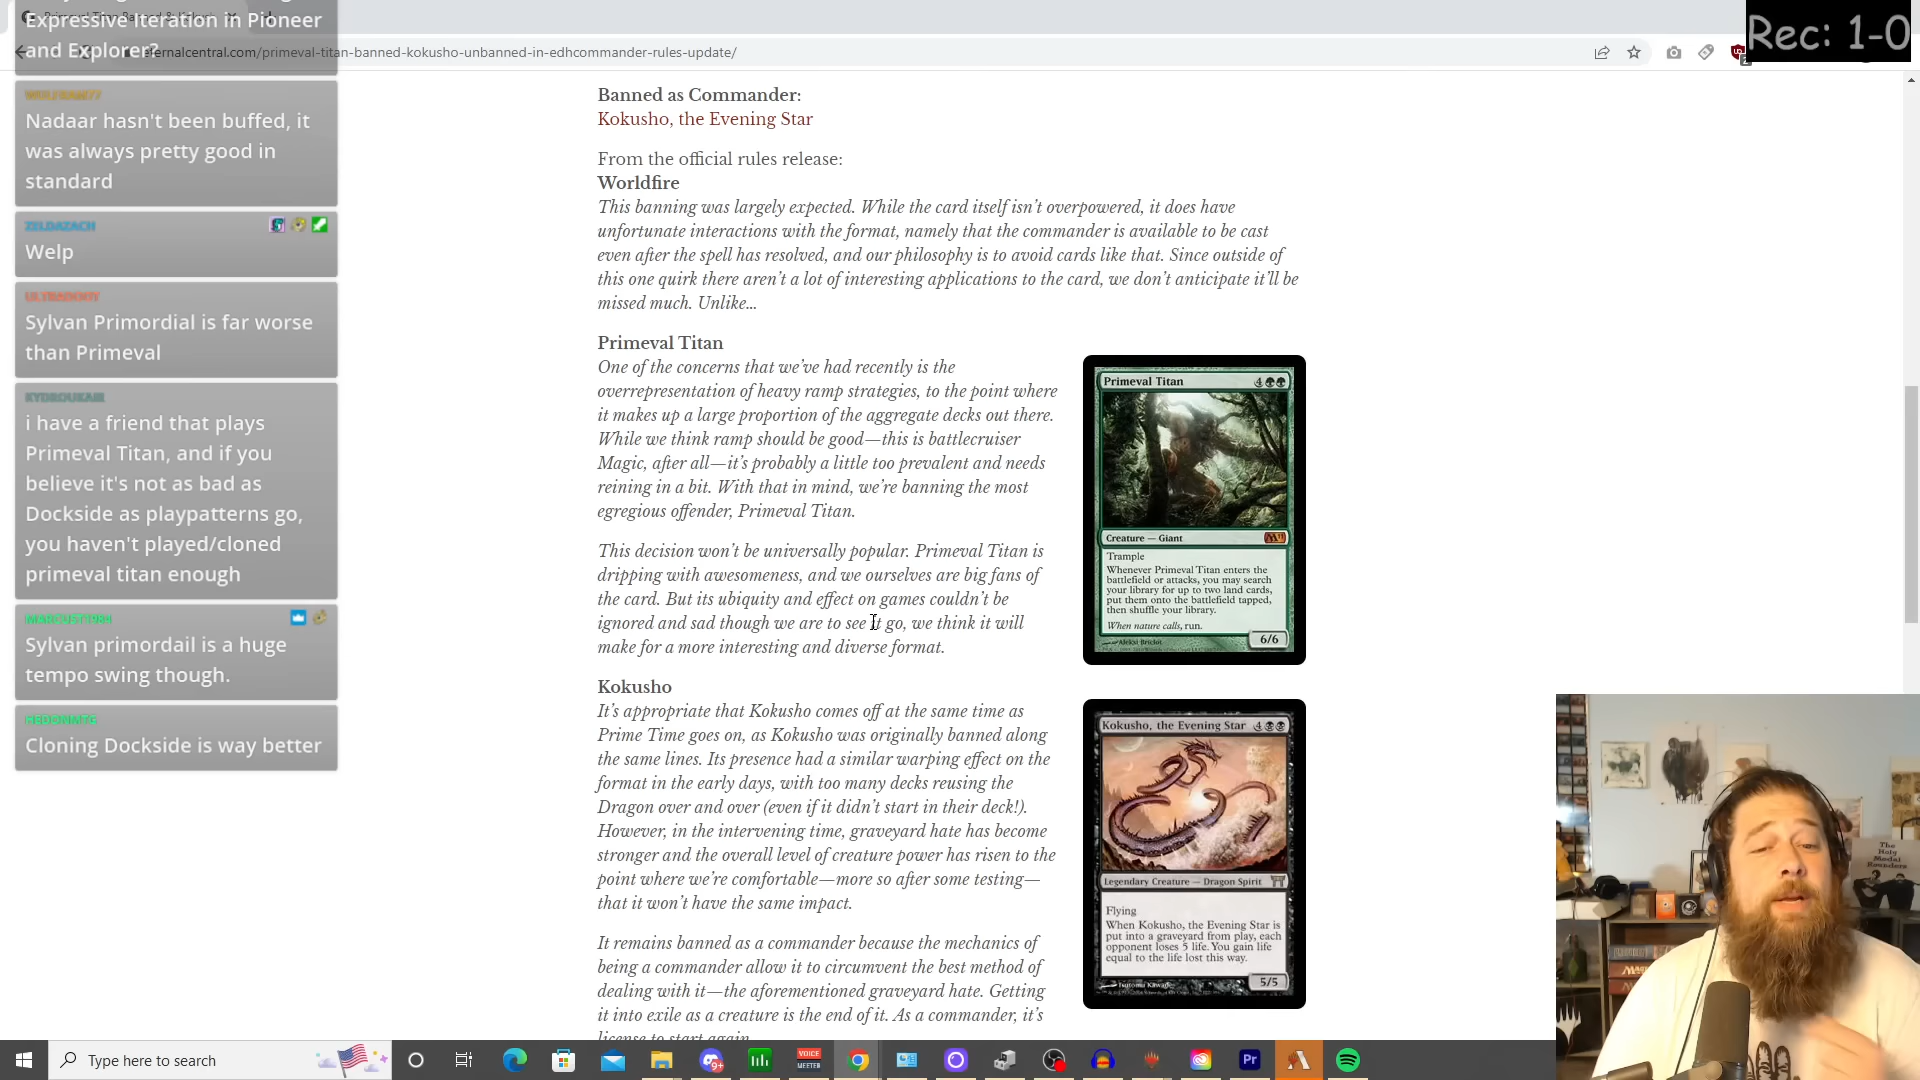 Expressive Iteration in Pioneer
and Explorer?
Nadaar hasn't been buffed, it
was always pretty good in
standard
ZELDAZACH
Welp
Sylvan Primordial is far worse
than Primeval
i have a friend that plays
Primeval Titan, and if you
believe it's not as bad as
Dockside as playpatterns go,
you haven't played/cloned
primeval titan enough
Sylvan primordail is a huge
tempo swing though.
Cloning Dockside is way better
ernalcentral.com/primeval-titan-banned-kokusho-unbanned-in-edhcommander-rules-update/
Rec: 1-0
Banned as Commander:
Kokusho, the Evening Star
From the official rules release:
Worldfire
This banning was largely expected. While the card itself isn't overpowered, it does have
unfortunate interactions with the format, namely that the commander is available to be cast
even after the spell has resolved, and our philosophy is to avoid cards like that. Since outside of
this one quirk there aren't a lot of interesting applications to the card, we don't anticipate it'll be
missed much. Unlike...
Primeval Titan
One of the concerns that we've had recently is the
overrepresentation of heavy ramp strategies, to the point where
it makes up a large proportion of the aggregate decks out there.
While we think ramp should be good—this is battlecruiser
Magic, after all—it's probably a little too prevalent and needs
reining in a bit. With that in mind, we're banning the most
egregious offender, Primeval Titan.
This decision won't be universally popular. Primeval Titan is
dripping with awesomeness, and we ourselves are big fans of
the card. But its ubiquity and effect on games couldn't be
ignored and sad though we are to see it go, we think it will
make for a more interesting and diverse format.
Primeval Titan 4
Creature — Giant
Trample
Whenever Primeval Titan enters the
battlefield or attacks, you may search
your library for up to two land cards,
put them onto the battlefield tapped,
then shuffle your library.
When nature calls, run.
Aleksi Briclot
6/6
Kokusho
It's appropriate that Kokusho comes off at the same time as
Prime Time goes on, as Kokusho was originally banned along
the same lines. Its presence had a similar warping effect on the
format in the early days, with too many decks reusing the
Dragon over and over (even if it didn't start in their deck!).
However, in the intervening time, graveyard hate has become
stronger and the overall level of creature power has risen to the
point where we're comfortable—more so after some testing—
that it won't have the same impact.
It remains banned as a commander because the mechanics of
being a commander allow it to circumvent the best method of
dealing with it—the aforementioned graveyard hate. Getting
it into exile as a creature is the end of it. As a commander, it's
license to start again.
Kokusho, the Evening Star 4
Legendary Creature — Dragon Spirit
Flying
When Kokusho, the Evening Star is
put into a graveyard from play, each
opponent loses 5 life. You gain life
equal to the life lost this way.
5/5
The Holy
Modal
Rounders
Type here to search
9+
VOICE
MEETER
Pr